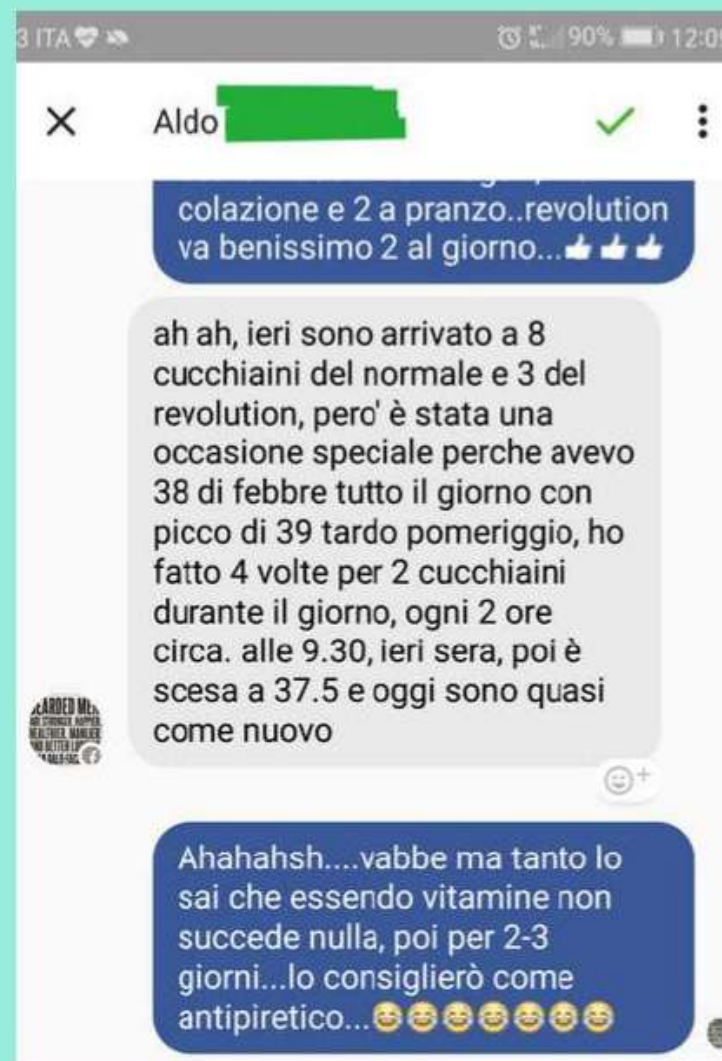 3 ITA 90% 12:09
Aldo
colazione e 2 a pranzo..revolution
va benissimo 2 al giorno...👍👍👍
ah ah, ieri sono arrivato a 8
cucchiaini del normale e 3 del
revolution, pero' è stata una
occasione speciale perche avevo
38 di febbre tutto il giorno con
picco di 39 tardo pomeriggio, ho
fatto 4 volte per 2 cucchiaini
durante il giorno, ogni 2 ore
circa. alle 9.30, ieri sera, poi è
scesa a 37.5 e oggi sono quasi
come nuovo
Ahahahsh....vabbe ma tanto lo
sai che essendo vitamine non
succede nulla, poi per 2-3
giorni...lo consiglierò come
antipiretico...😂😂😂😂😂😂😂